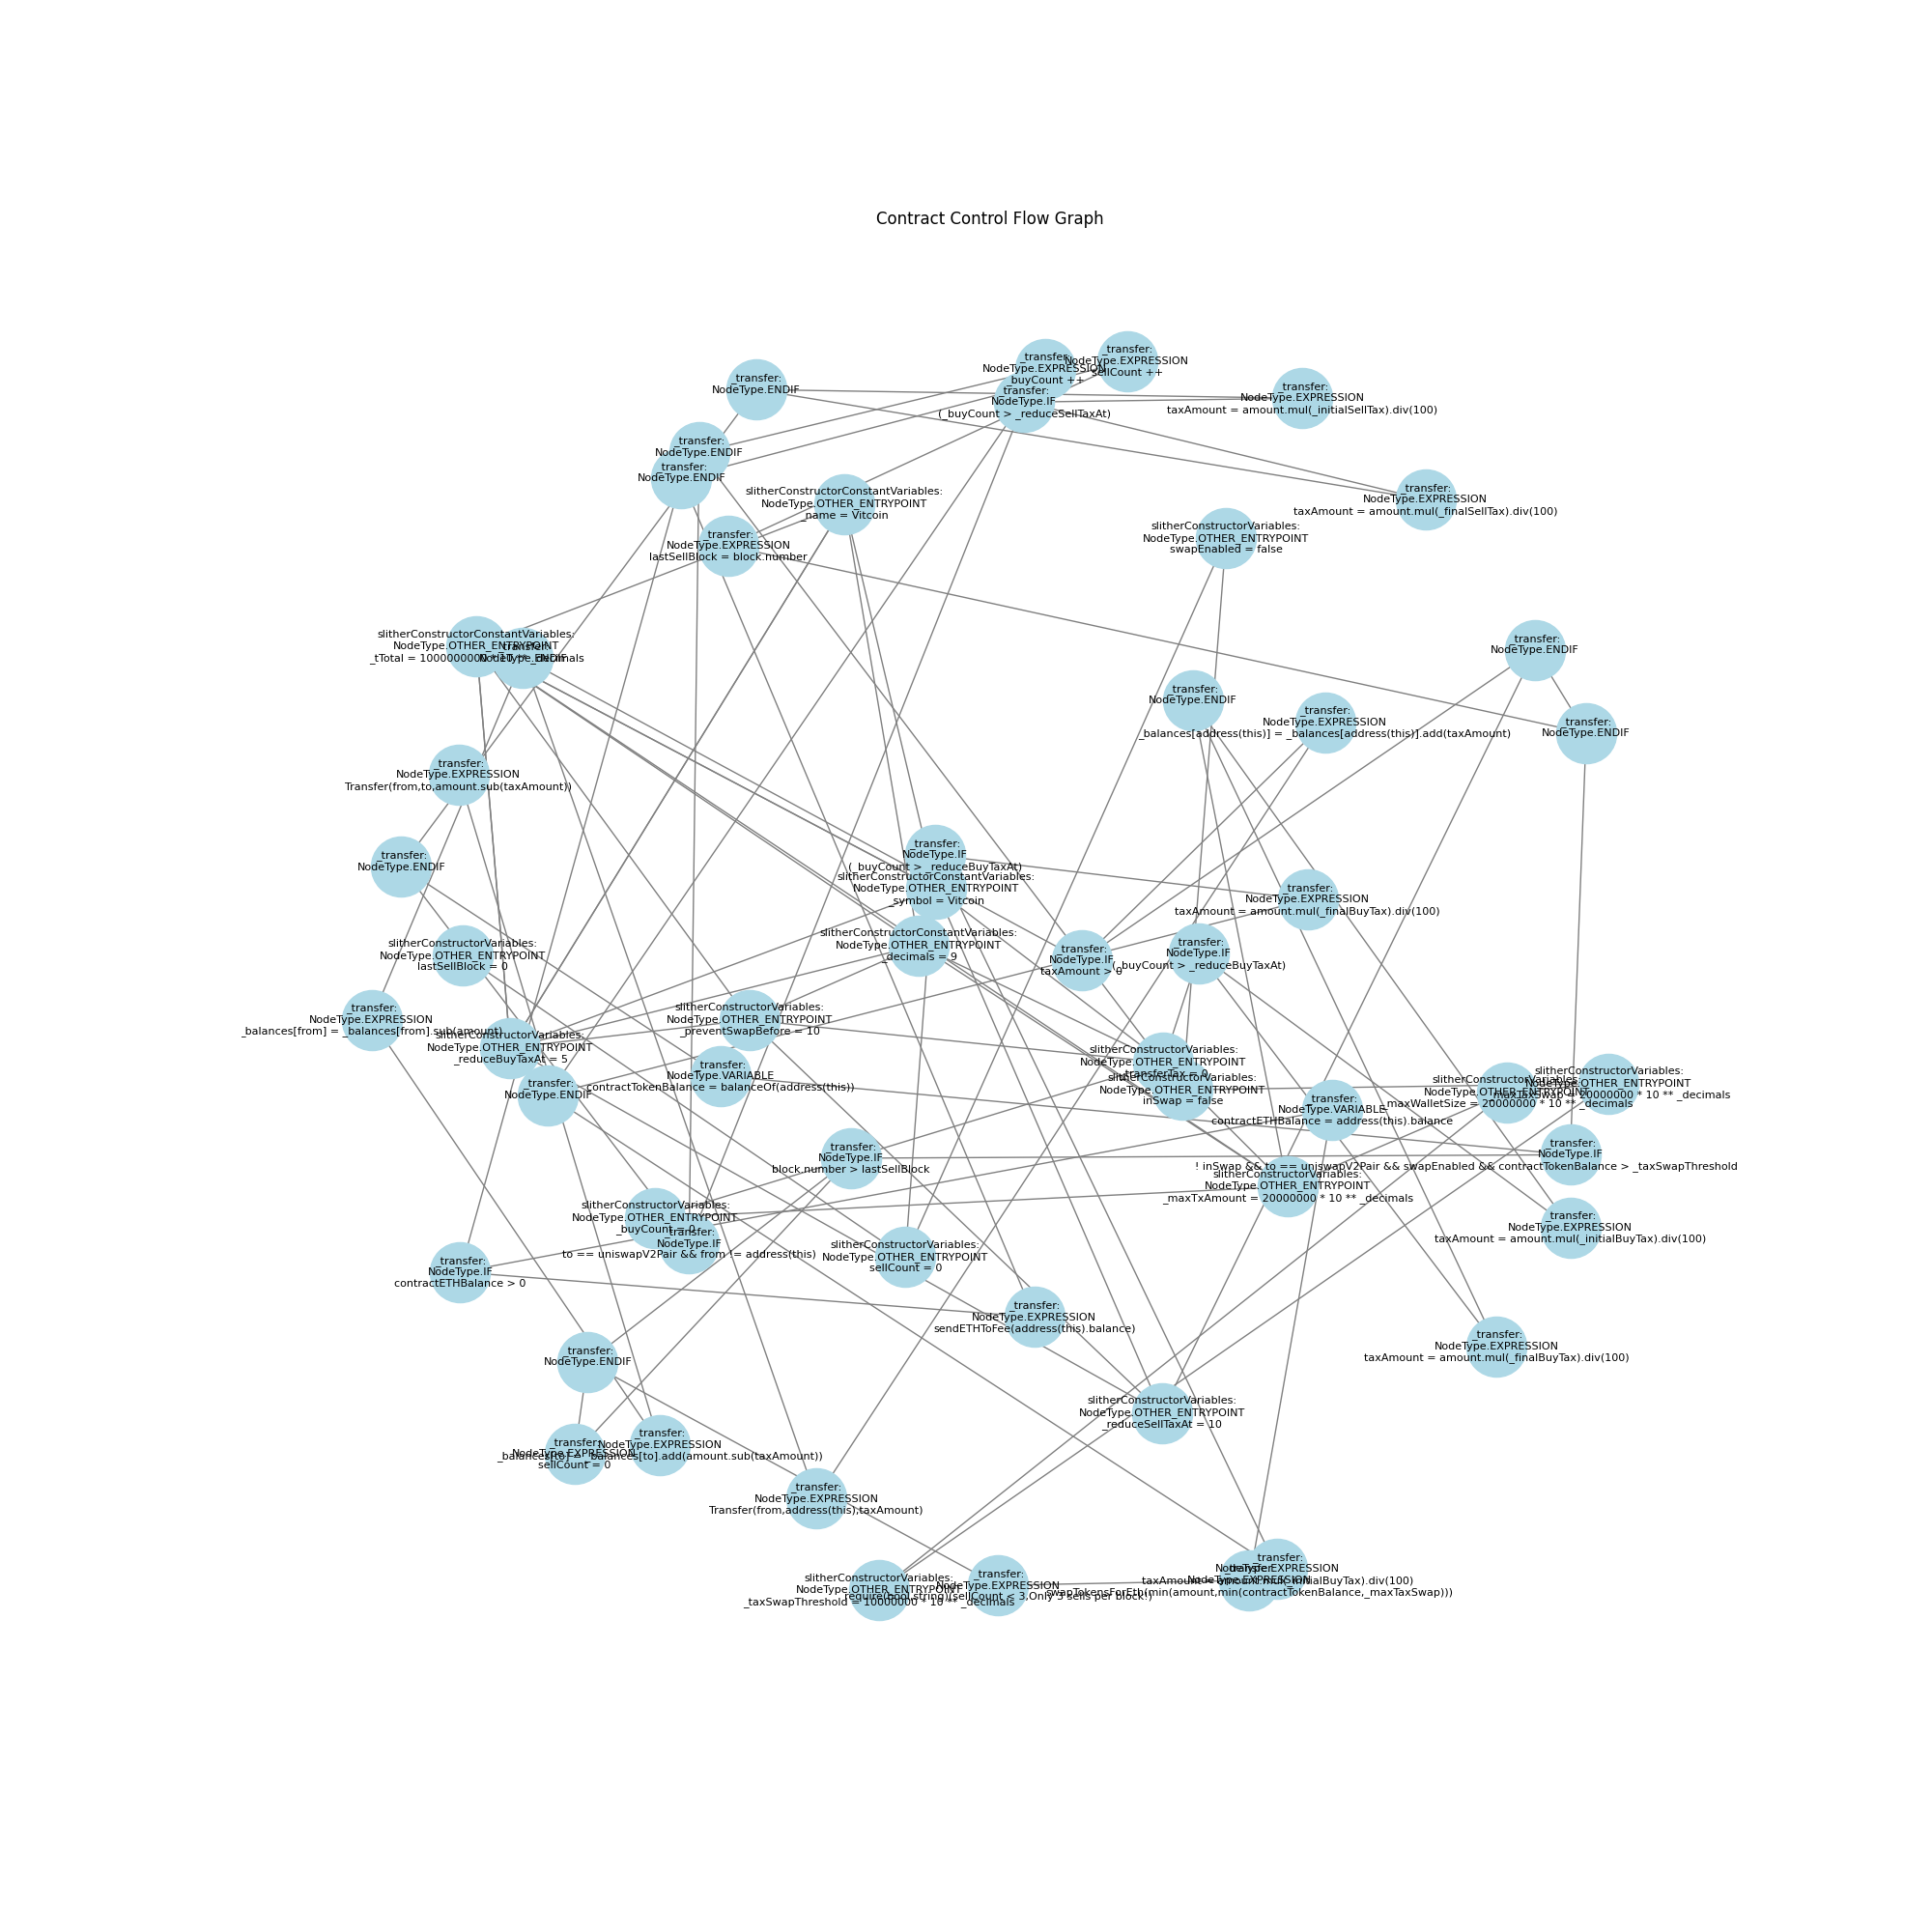 Contract Control Flow Graph
_transfer:
NodeType.EXPRESSION
_buyCount ++
_transfer:
NodeType.EXPRESSION
sellCount ++
_transfer:
NodeType.ENDIF
_transfer:
NodeType.IF
(_buyCount > _reduceSellTaxAt)
_transfer:
NodeType.EXPRESSION
taxAmount = amount.mul(_initialSellTax).div(100)
_transfer:
NodeType.ENDIF
_transfer:
NodeType.ENDIF
slitherConstructorConstantVariables:
NodeType.OTHER_ENTRYPOINT
_name = Vitcoin
_transfer:
NodeType.EXPRESSION
taxAmount = amount.mul(_finalSellTax).div(100)
_transfer:
NodeType.EXPRESSION
lastSellBlock = block.number
slitherConstructorVariables:
NodeType.OTHER_ENTRYPOINT
swapEnabled = false
slitherConstructorConstantVariables:
NodeType.OTHER_ENTRYPOINT
_tTotal = 1000000000 * 10 ** _decimals
_transfer:
NodeType.ENDIF
_transfer:
NodeType.ENDIF
_transfer:
NodeType.ENDIF
_transfer:
NodeType.EXPRESSION
_balances[address(this)] = _balances[address(this)].add(taxAmount)
_transfer:
NodeType.ENDIF
_transfer:
NodeType.EXPRESSION
Transfer(from,to,amount.sub(taxAmount))
_transfer:
NodeType.ENDIF
_transfer:
NodeType.IF
(_buyCount > _reduceBuyTaxAt)
slitherConstructorConstantVariables:
NodeType.OTHER_ENTRYPOINT
_symbol = Vitcoin
_transfer:
NodeType.EXPRESSION
taxAmount = amount.mul(_finalBuyTax).div(100)
slitherConstructorConstantVariables:
NodeType.OTHER_ENTRYPOINT
_decimals = 9
slitherConstructorVariables:
NodeType.OTHER_ENTRYPOINT
lastSellBlock = 0
_transfer:
NodeType.IF
taxAmount > 0
_transfer:
NodeType.IF
(_buyCount > _reduceBuyTaxAt)
_transfer:
NodeType.EXPRESSION
_balances[from] = _balances[from].sub(amount)
slitherConstructorVariables:
NodeType.OTHER_ENTRYPOINT
_reduceBuyTaxAt = 5
slitherConstructorVariables:
NodeType.OTHER_ENTRYPOINT
_preventSwapBefore = 10
_transfer:
NodeType.VARIABLE
contractTokenBalance = balanceOf(address(this))
_transfer:
NodeType.ENDIF
slitherConstructorVariables:
NodeType.OTHER_ENTRYPOINT
transferTax = 0
slitherConstructorVariables:
NodeType.OTHER_ENTRYPOINT
inSwap = false
slitherConstructorVariables:
NodeType.OTHER_ENTRYPOINT
_maxWalletSize = 20000000 * 10 ** _decimals
slitherConstructorVariables:
NodeType.OTHER_ENTRYPOINT
_maxTaxSwap = 20000000 * 10 ** _decimals
_transfer:
NodeType.VARIABLE
contractETHBalance = address(this).balance
_transfer:
NodeType.IF
! inSwap && to == uniswapV2Pair && swapEnabled && contractTokenBalance > _taxSwapThreshold
_transfer:
NodeType.IF
block.number > lastSellBlock
slitherConstructorVariables:
NodeType.OTHER_ENTRYPOINT
_maxTxAmount = 20000000 * 10 ** _decimals
slitherConstructorVariables:
NodeType.OTHER_ENTRYPOINT
_buyCount = 0
_transfer:
NodeType.IF
to == uniswapV2Pair && from != address(this)
_transfer:
NodeType.EXPRESSION
taxAmount = amount.mul(_initialBuyTax).div(100)
slitherConstructorVariables:
NodeType.OTHER_ENTRYPOINT
sellCount = 0
_transfer:
NodeType.IF
contractETHBalance > 0
_transfer:
NodeType.EXPRESSION
sendETHToFee(address(this).balance)
_transfer:
NodeType.ENDIF
_transfer:
NodeType.EXPRESSION
taxAmount = amount.mul(_finalBuyTax).div(100)
slitherConstructorVariables:
NodeType.OTHER_ENTRYPOINT
_reduceSellTaxAt = 10
_transfer:
NodeType.EXPRESSION
_balances[to] = _balances[to].add(amount.sub(taxAmount))
_transfer:
NodeType.EXPRESSION
sellCount = 0
_transfer:
NodeType.EXPRESSION
Transfer(from,address(this),taxAmount)
slitherConstructorVariables:
NodeType.OTHER_ENTRYPOINT
_taxSwapThreshold = 10000000 * 10 ** _decimals
_transfer:
NodeType.EXPRESSION
require(bool,string)(sellCount < 3,Only 3 sells per block!)
_transfer:
NodeType.EXPRESSION
taxAmount = amount.mul(_initialBuyTax).div(100)
_transfer:
NodeType.EXPRESSION
swapTokensForEth(min(amount,min(contractTokenBalance,_maxTaxSwap)))